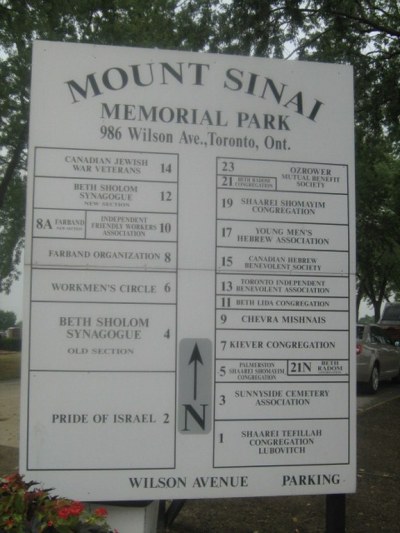 MOUNT SINAI
MEMORIAL PARK
986 Wilson Ave.,Toronto, Ont.
CANADIAN JEWISH
WAR VETERANS 14
BETH SHOLOM
SYNAGOGUE 12
NEW SECTION
8A FARBAND
INDEPENDENT
FRIENDLY WORKERS 10
ASSOCIATION
FARBAND ORGANIZATION 8
WORKMEN'S CIRCLE 6
BETH SHOLOM
SYNAGOGUE 4
OLD SECTION
PRIDE OF ISRAEL 2
N
23 OZROWER
MUTUAL BENEFIT
SOCIETY
21 BETH RADOM
CONGREGATION
19 SHAAREI SHOMAYIM
CONGREGATION
17 YOUNG MEN'S
HEBREW ASSOCIATION
15 CANADIAN HEBREW
BENEVOLENT SOCIETY
13 TORONTO INDEPENDENT
BENEVOLENT ASSOCIATION
11 BETH LIDA CONGREGATION
9 CHEVRA MISHNAIS
7 KIEVER CONGREGATION
5 PALMERSTON
SHAAREI SHOMAYIM
CONGREGATION
21N BETH
RADOM
3 SUNNYSIDE CEMETERY
ASSOCIATION
1 SHAAREI TEFILLAH
CONGREGATION
LUBOVITCH
WILSON AVENUE PARKING